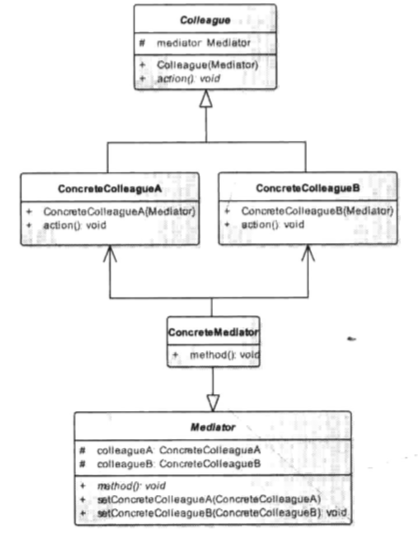 Colleague
# mediator: Mediator
+ Colleague(Mediator)
+ action(): void
ConcreteColleagueA
+ ConcreteColleagueA(Mediator)
+ action(): void
ConcreteColleagueB
+ ConcreteColleagueB(Mediator)
+ action(): void
ConcreteMediator
+ method(): void
Mediator
# colleagueA: ConcreteColleagueA
# colleagueB: ConcreteColleagueB
+ method(): void
+ setConcreteColleagueA(ConcreteColleagueA)
+ setConcreteColleagueB(ConcreteColleagueB): void